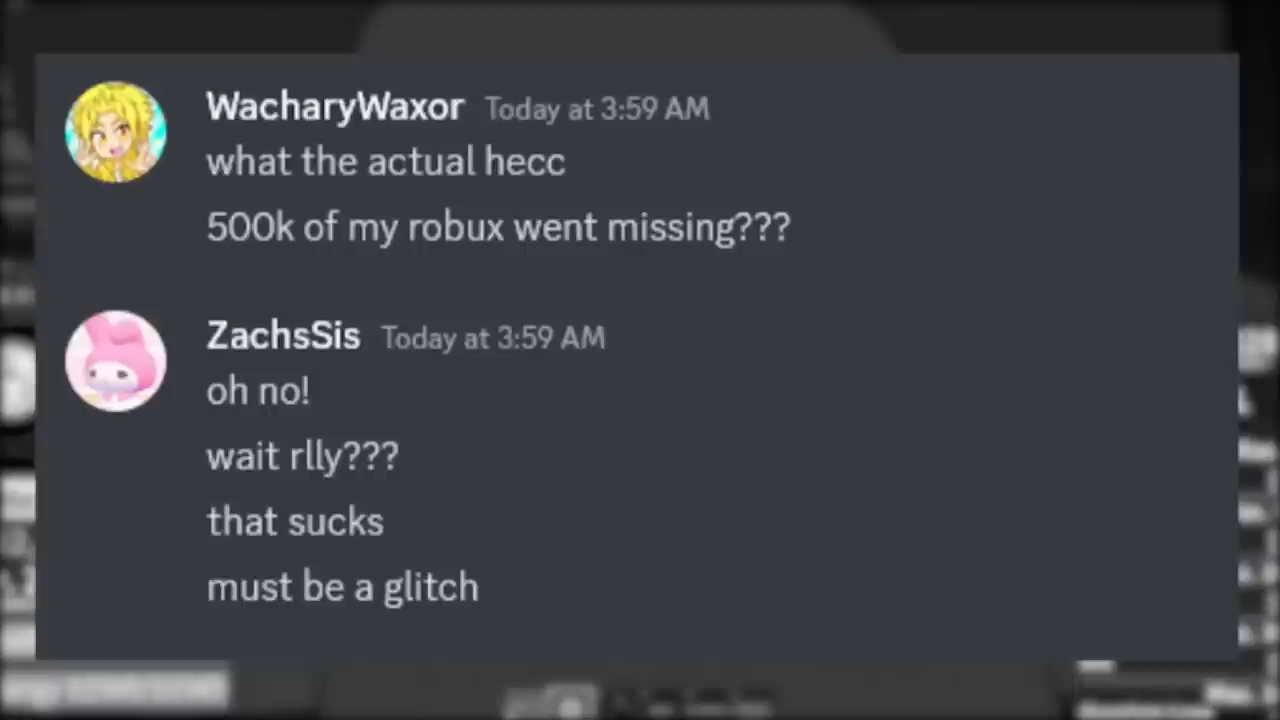 WacharyWaxor Today at 3:59 AM
what the actual hecc
500k of my robux went missing???
ZachsSis Today at 3:59 AM
oh no!
wait rlly???
that sucks
must be a glitch